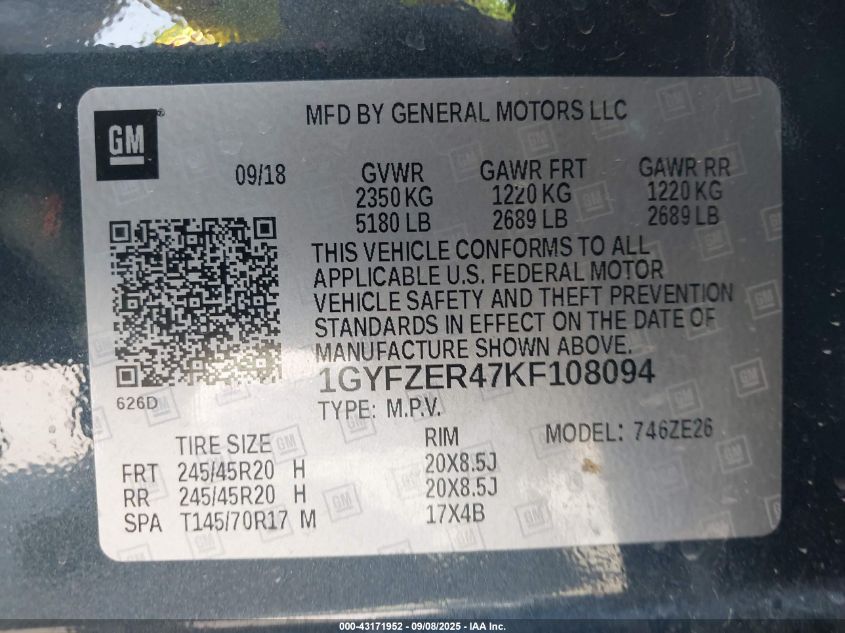 GM
MFD BY GENERAL MOTORS LLC
09/18 GVWR GAWR FRT GAWR RR
2350 KG 1220 KG 1220 KG
5180 LB 2689 LB 2689 LB
THIS VEHICLE CONFORMS TO ALL
APPLICABLE U.S. FEDERAL MOTOR
VEHICLE SAFETY AND THEFT PREVENTION
STANDARDS IN EFFECT ON THE DATE OF
MANUFACTURE SHOWN ABOVE.
1GYFZER47KF108094
626D
TYPE: M.P.V.
TIRE SIZE RIM MODEL: 746ZE26
FRT 245/45R20 H 20X8.5J
RR 245/45R20 H 20X8.5J
SPA T145/70R17 M 17X4B
000-43171952 - 09/08/2025 - IAA Inc.